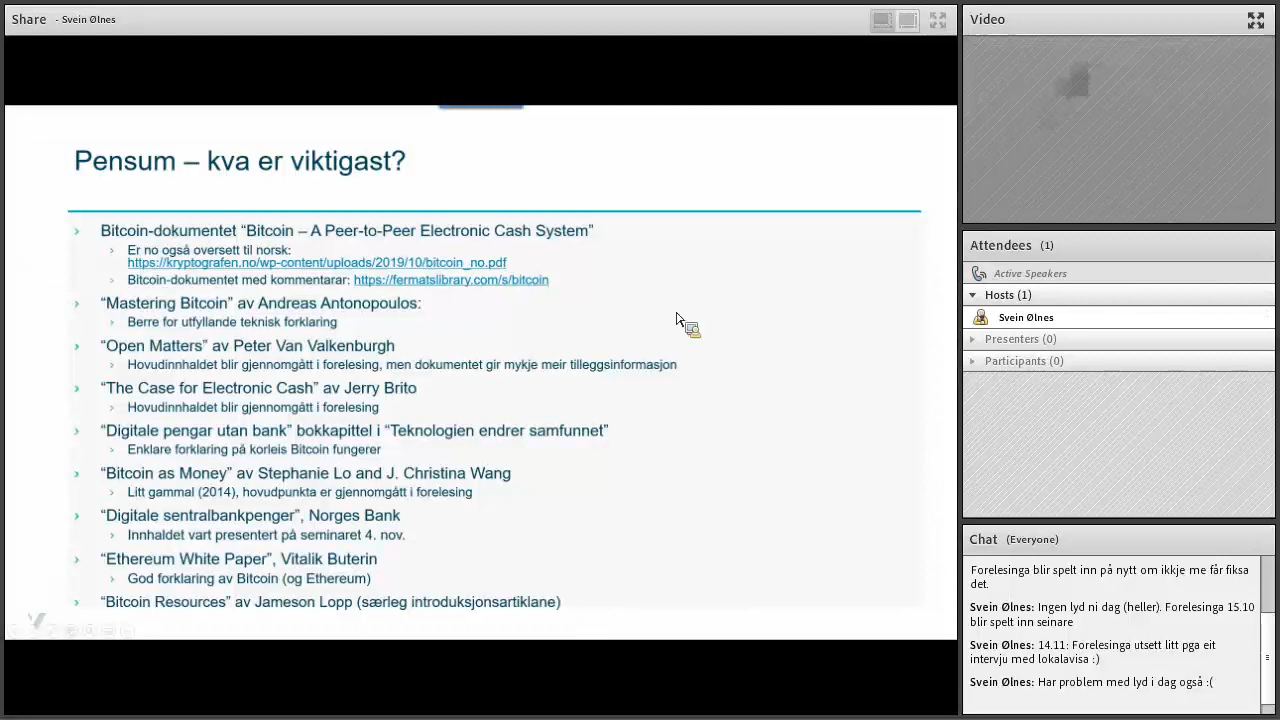 Share - Svein Ølnes
Video
Pensum – kva er viktigast?
Bitcoin-dokumentet “Bitcoin – A Peer-to-Peer Electronic Cash System”
Er no også oversett til norsk:
https://kryptografen.no/wp-content/uploads/2019/10/bitcoin_no.pdf
Bitcoin-dokumentet med kommentarar: https://fermatslibrary.com/s/bitcoin
“Mastering Bitcoin” av Andreas Antonopoulos:
Berre for utfyllande teknisk forklaring
“Open Matters” av Peter Van Valkenburgh
Hovudinnhaldet blir gjennomgått i forelesing, men dokumentet gir mykje meir tilleggsinformasjon
“The Case for Electronic Cash” av Jerry Brito
Hovudinnhaldet blir gjennomgått i forelesing
“Digitale pengar utan bank” bokkapittel i “Teknologien endrer samfunnet”
Enklare forklaring på korleis Bitcoin fungerer
“Bitcoin as Money” av Stephanie Lo and J. Christina Wang
Litt gammal (2014), hovudpunkta er gjennomgått i forelesing
“Digitale sentralbankpenger”, Norges Bank
Innhaldet vart presentert på seminaret 4. nov.
“Ethereum White Paper”, Vitalik Buterin
God forklaring av Bitcoin (og Ethereum)
“Bitcoin Resources” av Jameson Lopp (særleg introduksjonsartiklane)
Attendees (1)
Active Speakers
Hosts (1)
Svein Ølnes
Presenters (0)
Participants (0)
Chat (Everyone)
Forelesinga blir spelt inn på nytt om ikkje me får fiksa
det.
Svein Ølnes: Ingen lyd ni dag (heller). Forelesinga 15.10
blir spelt inn seinare
Svein Ølnes: 14.11: Forelesinga utsett litt pga eit
intervju med lokalavisa :)
Svein Ølnes: Har problem med lyd i dag også :(